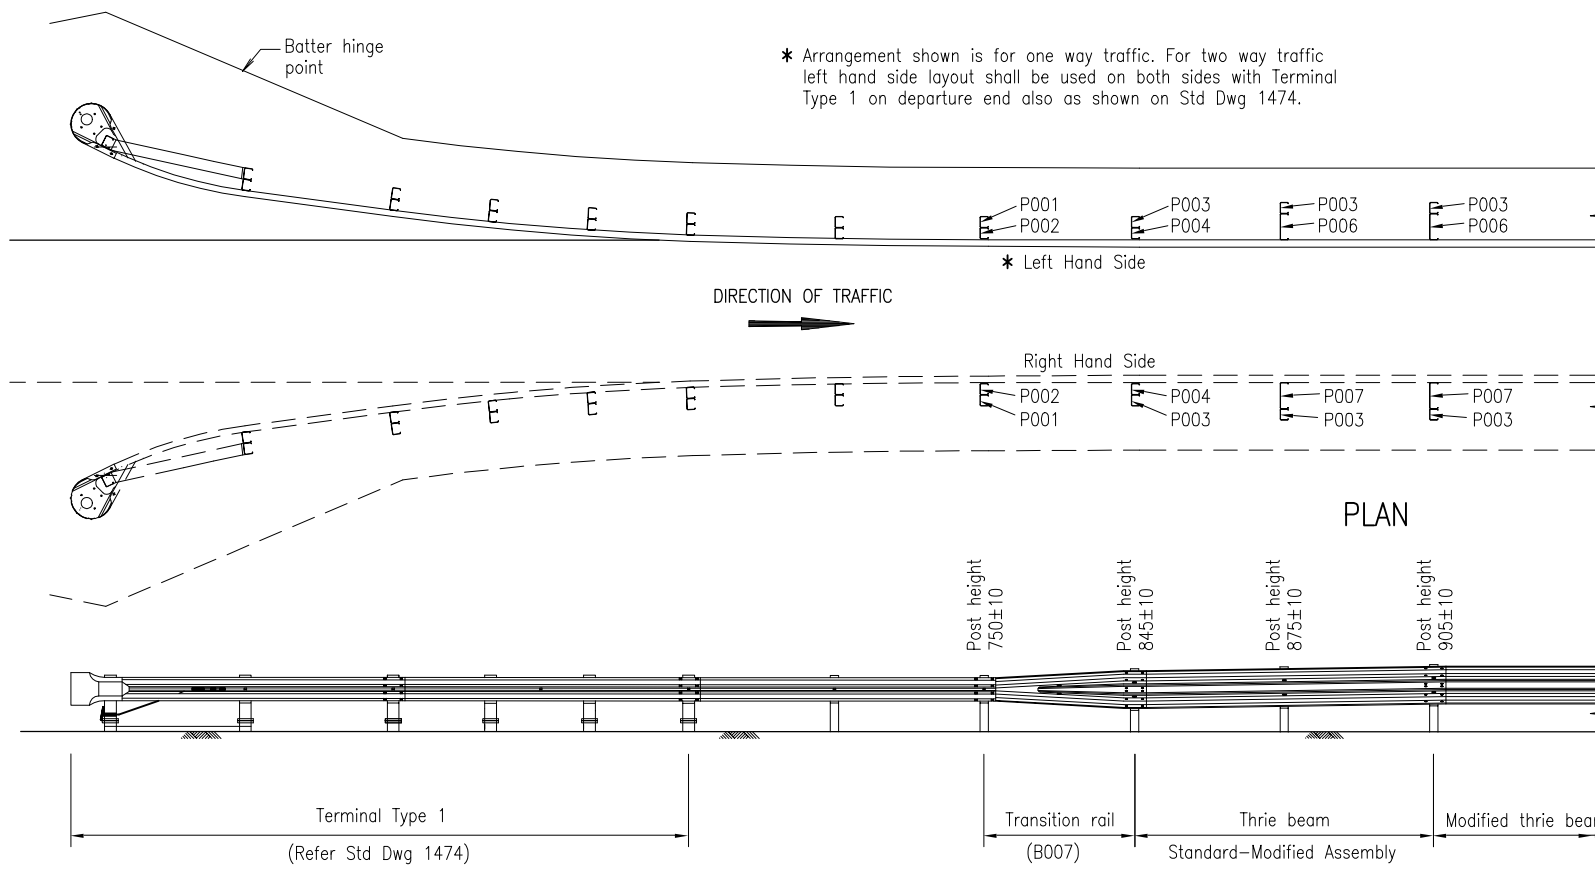 Batter hinge
point
* Arrangement shown is for one way traffic. For two way traffic
left hand side layout shall be used on both sides with Terminal
Type 1 on departure end also as shown on Std Dwg 1474.
P001
P002
P003
P004
P003
P006
P003
P006
* Left Hand Side
DIRECTION OF TRAFFIC
Right Hand Side
P002
P001
P004
P003
P007
P003
P007
P003
PLAN
Post height
750±10
Post height
845±10
Post height
875±10
Post height
905±10
Terminal Type 1
(Refer Std Dwg 1474)
Transition rail
(B007)
Thrie beam
Standard-Modified Assembly
Modified thrie bear